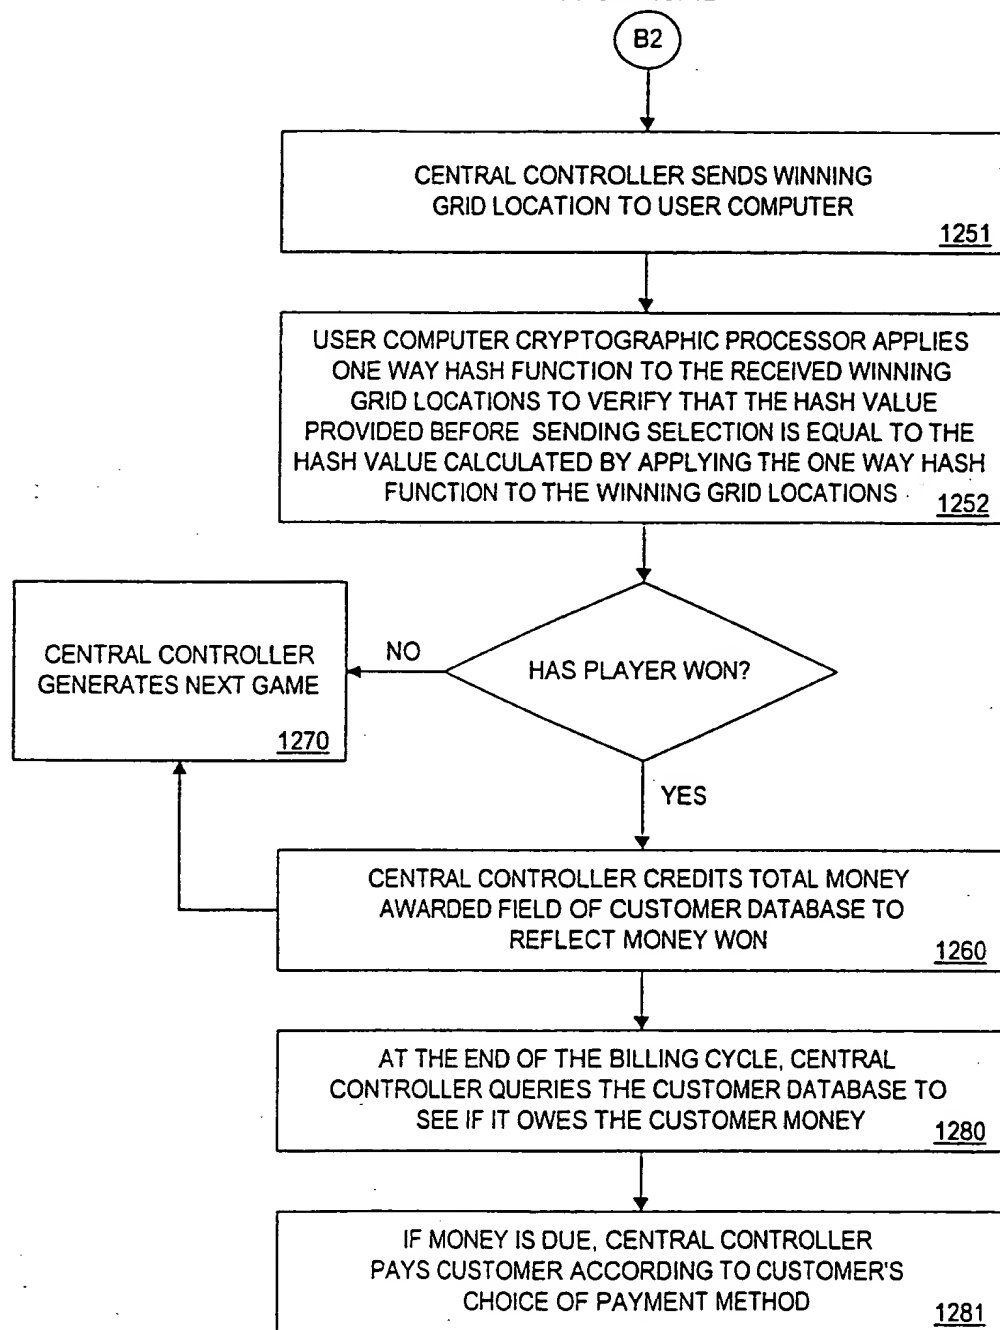 B2
CENTRAL CONTROLLER SENDS WINNING
GRID LOCATION TO USER COMPUTER
1251
USER COMPUTER CRYPTOGRAPHIC PROCESSOR APPLIES
ONE WAY HASH FUNCTION TO THE RECEIVED WINNING
GRID LOCATIONS TO VERIFY THAT THE HASH VALUE
PROVIDED BEFORE SENDING SELECTION IS EQUAL TO THE
HASH VALUE CALCULATED BY APPLYING THE ONE WAY HASH
FUNCTION TO THE WINNING GRID LOCATIONS
1252
HAS PLAYER WON?
NO
CENTRAL CONTROLLER
GENERATES NEXT GAME
1270
YES
CENTRAL CONTROLLER CREDITS TOTAL MONEY
AWARDED FIELD OF CUSTOMER DATABASE TO
REFLECT MONEY WON
1260
AT THE END OF THE BILLING CYCLE, CENTRAL
CONTROLLER QUERIES THE CUSTOMER DATABASE TO
SEE IF IT OWES THE CUSTOMER MONEY
1280
IF MONEY IS DUE, CENTRAL CONTROLLER
PAYS CUSTOMER ACCORDING TO CUSTOMER'S
CHOICE OF PAYMENT METHOD
1281